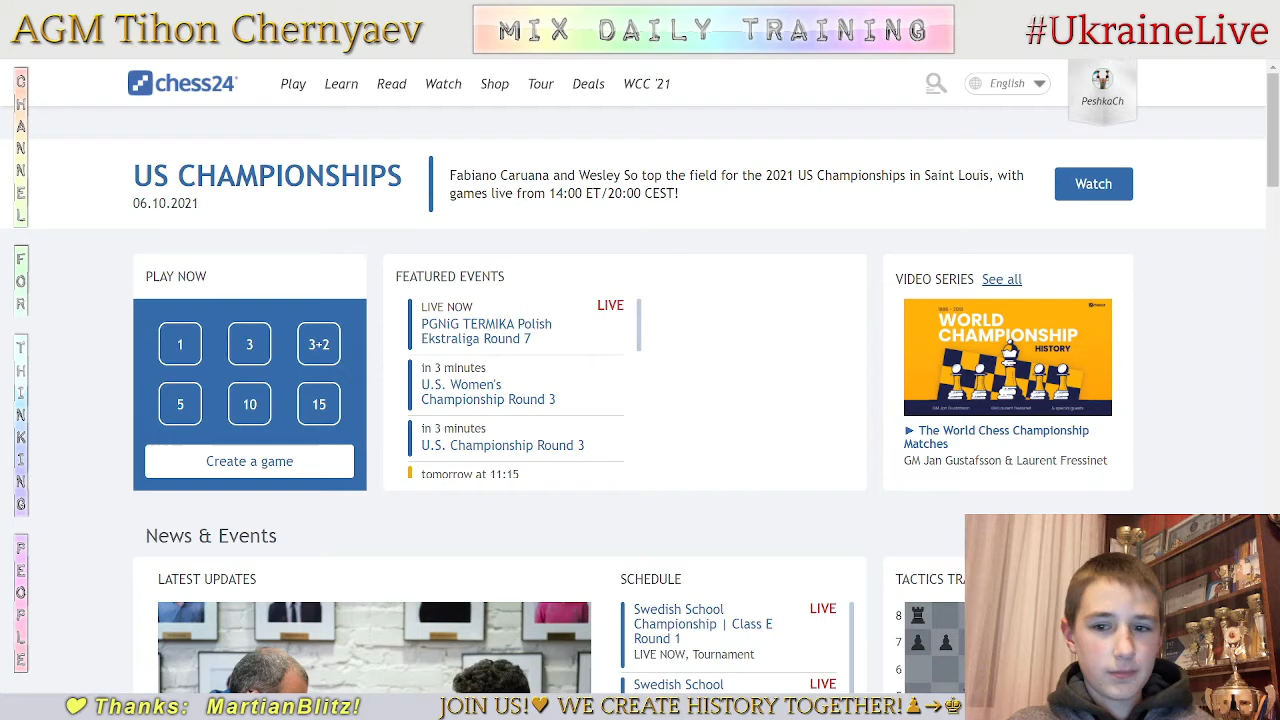 AGM Tihon Chernyaev
MIX DAILY TRAINING
#UkraineLive
CHANNEL
FOR
THINKING
PEOPLE
chess24
Play
Learn
Read
Watch
Shop
Tour
Deals
WCC '21
English
PeshkaCh
US CHAMPIONSHIPS
06.10.2021
Fabiano Caruana and Wesley So top the field for the 2021 US Championships in Saint Louis, with
games live from 14:00 ET/20:00 CEST!
Watch
PLAY NOW
1
3
3+2
5
10
15
Create a game
FEATURED EVENTS
LIVE NOW
LIVE
PGNiG TERMIKA Polish
Ekstraliga Round 7
in 3 minutes
U.S. Women's
Championship Round 3
in 3 minutes
U.S. Championship Round 3
tomorrow at 11:15
VIDEO SERIES
See all
WORLD
CHAMPIONSHIP
HISTORY
GM Jan Gustafsson
The World Chess Championship
Matches
GM Jan Gustafsson & Laurent Fressinet
News & Events
LATEST UPDATES
SCHEDULE
Swedish School
LIVE
Championship | Class E
Round 1
LIVE NOW, Tournament
Swedish School
LIVE
TACTICS TRA
8
7
6
Thanks: MartianBlitz!
JOIN US! WE CREATE HISTORY TOGETHER!